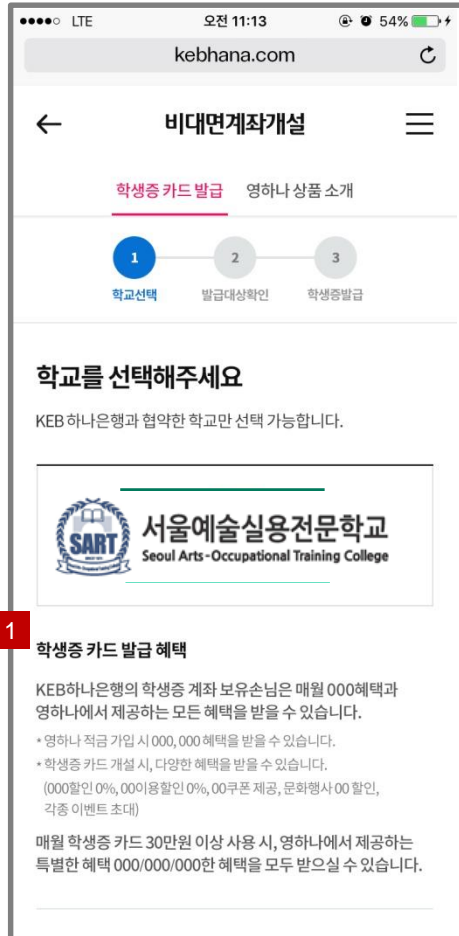 LTE 오전 11:13 54%
kebhana.com
비대면계좌개설
학생증 카드 발급 영하나 상품 소개
1 2 3
학교선택 발급대상확인 학생증발급
학교를 선택해주세요
KEB 하나은행과 협약한 학교만 선택 가능합니다.
SART
서울예술실용전문학교
Seoul Arts-Occupational Training College
1
학생증 카드 발급 혜택
KEB하나은행의 학생증 계좌 보유손님은 매월 000혜택과
영하나에서 제공하는 모든 혜택을 받을 수 있습니다.
* 영하나 적금 가입 시 000, 000 혜택을 받을 수 있습니다.
* 학생증 카드 개설 시, 다양한 혜택을 받을 수 있습니다.
(000할인 0%, 00이용할인 0%, 00쿠폰 제공, 문화행사 00 할인,
각종 이벤트 초대)
매월 학생증 카드 30만원 이상 사용 시, 영하나에서 제공하는
특별한 혜택 000/000/000한 혜택을 모두 받으실 수 있습니다.